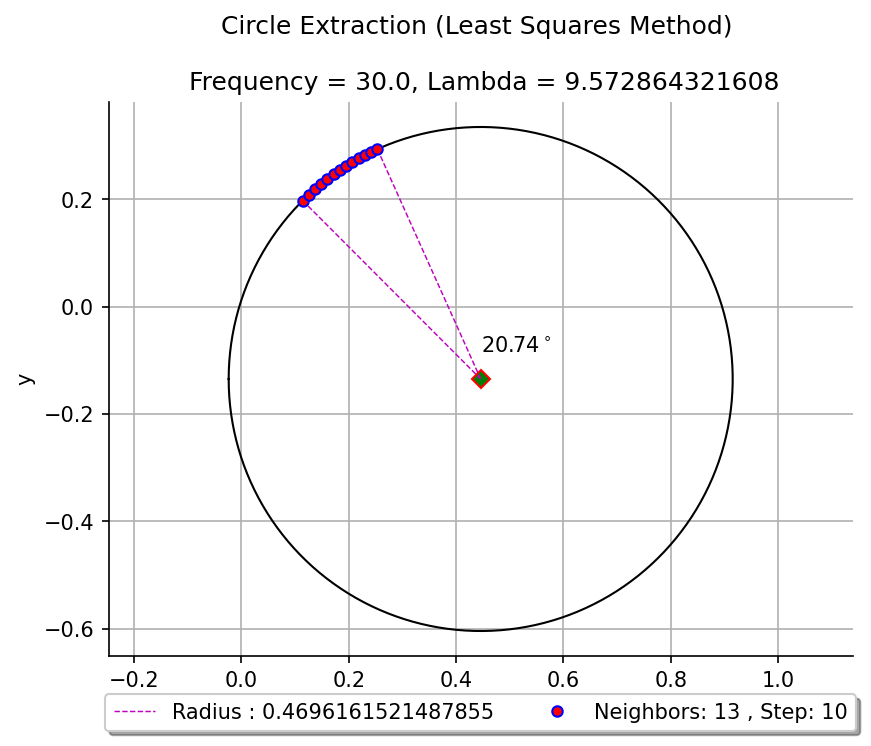 Circle Extraction (Least Squares Method)
Frequency = 30.0, Lambda = 9.572864321608
0.2
0.0
−0.2
−0.4
−0.6
y
20.74°
−0.2 0.0 0.2 0.4 0.6 0.8 1.0
Radius : 0.4696161521487855 Neighbors: 13 , Step: 10